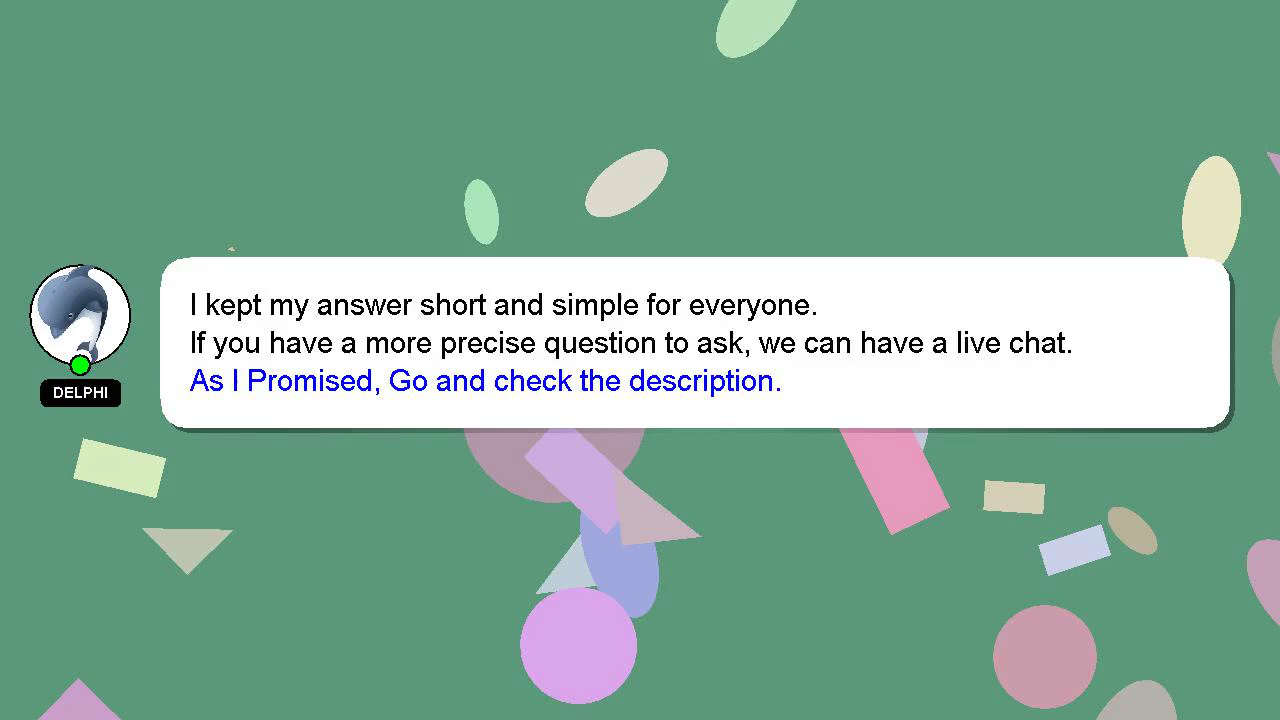 I kept my answer short and simple for everyone.
If you have a more precise question to ask, we can have a live chat.
As I Promised, Go and check the description.
DELPHI